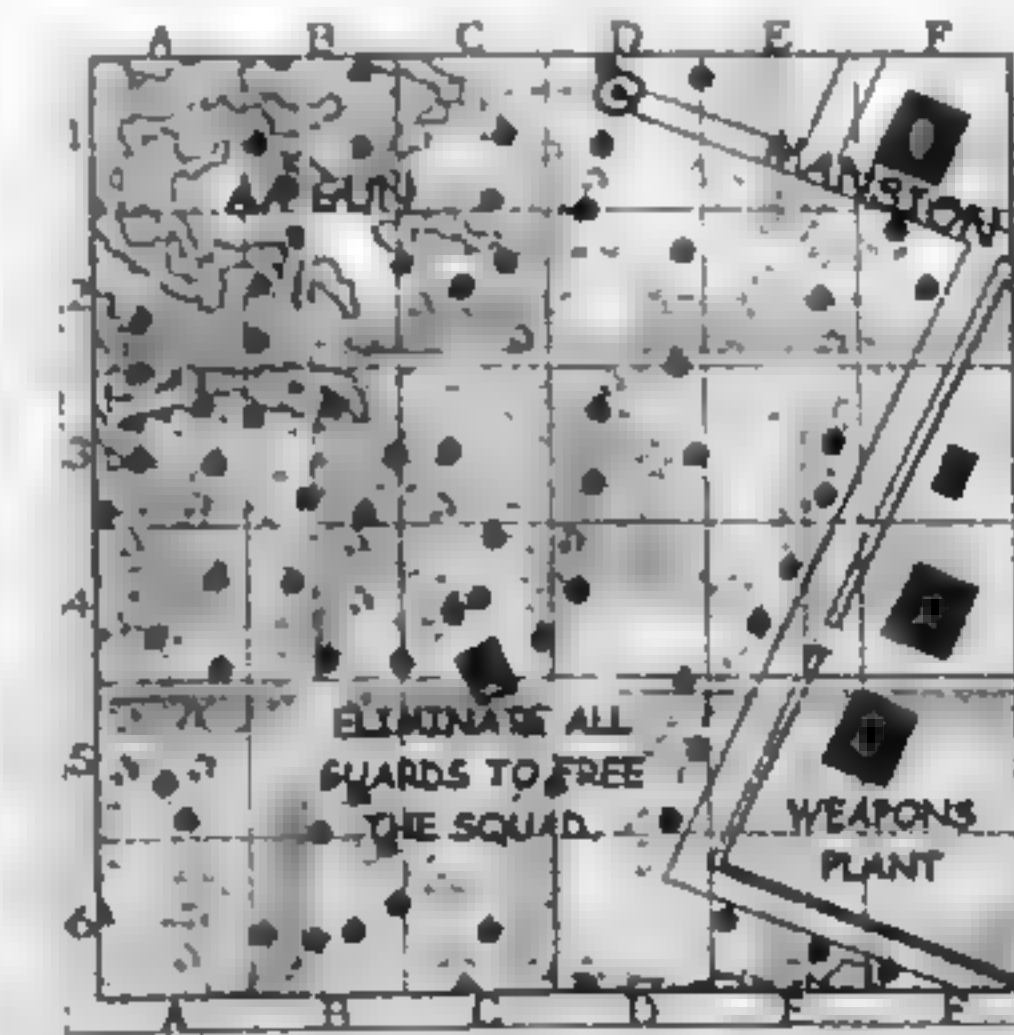 A B C D E F
1
AA GUN
MANSION
2
3
4
ELIMINATE ALL
GUARDS TO FREE
THE SQUAD.
5
WEAPONS
PLANT
6
A B C D E F